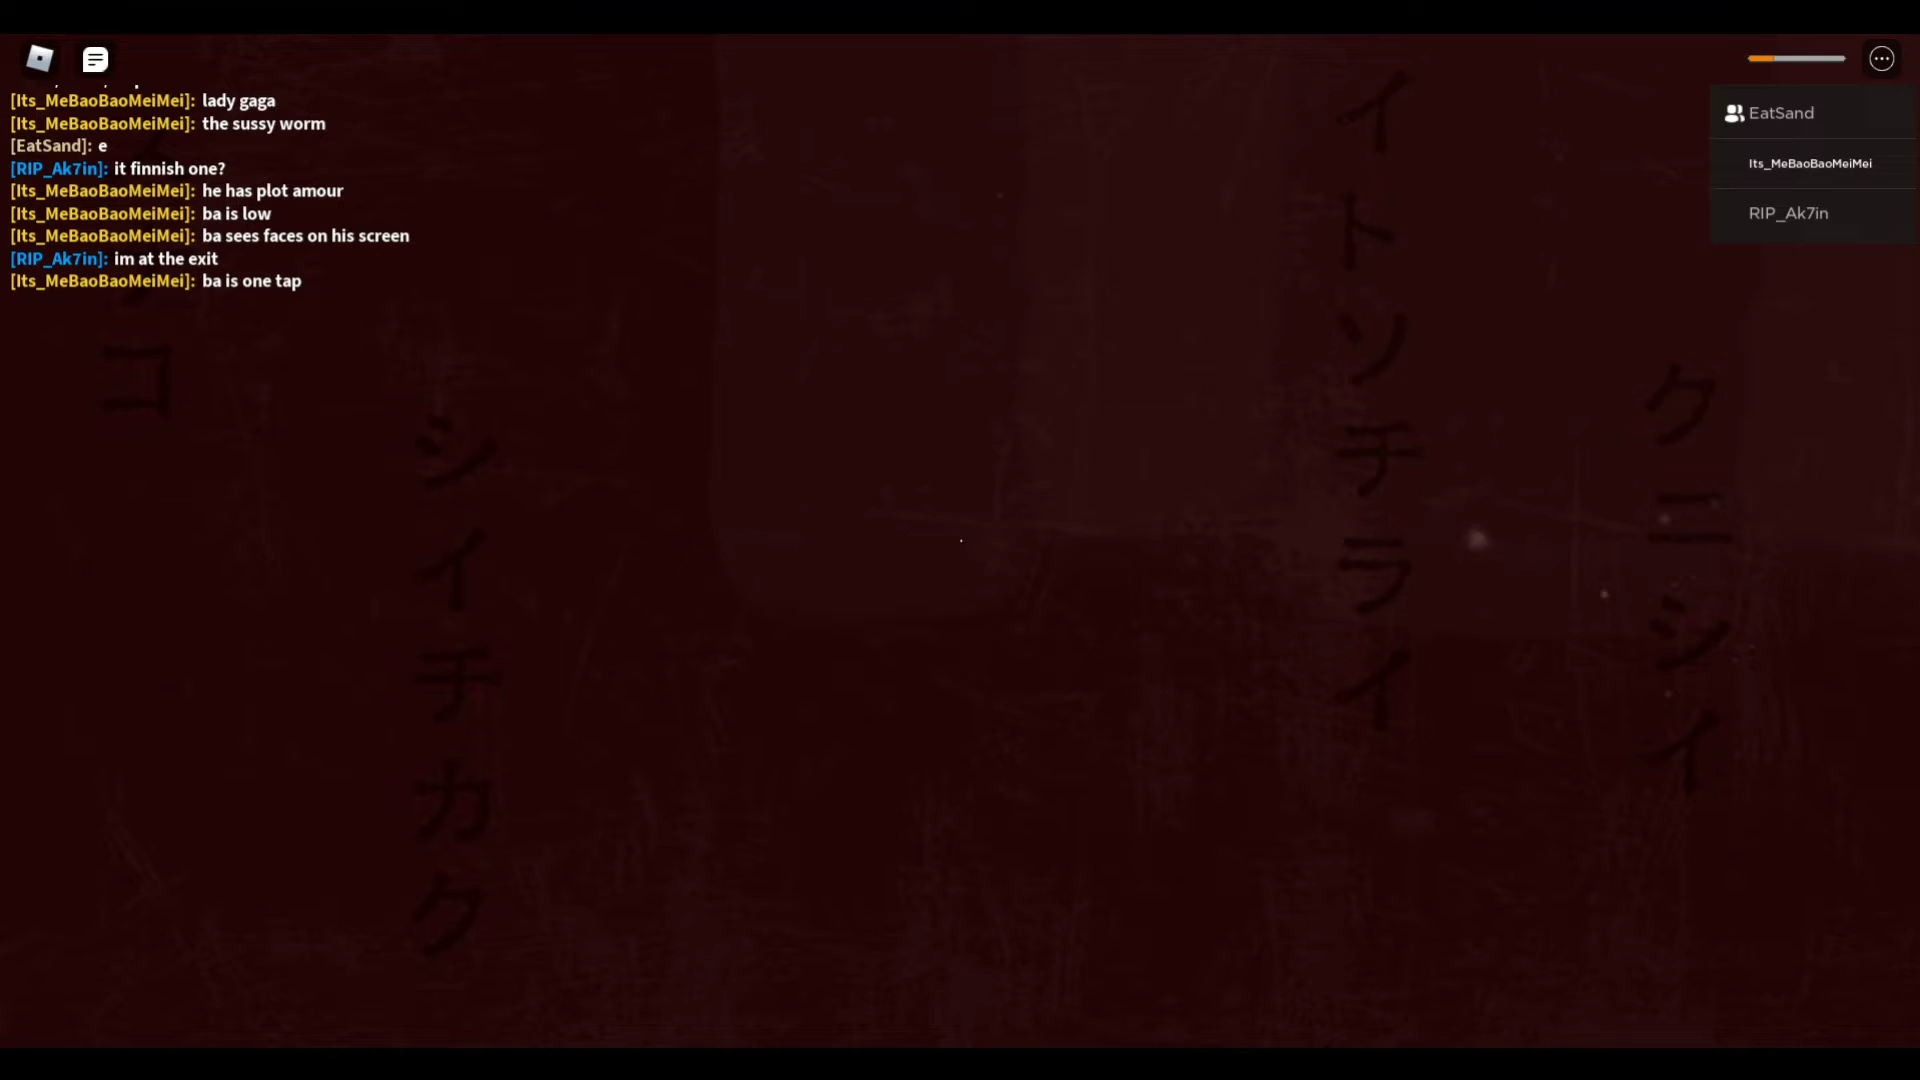 [Its_MeBaoBaoMeiMei]: lady gaga
[Its_MeBaoBaoMeiMei]: the sussy worm
[EatSand]: e
[RIP_Ak7in]: it finnish one?
[Its_MeBaoBaoMeiMei]: he has plot amour
[Its_MeBaoBaoMeiMei]: ba is low
[Its_MeBaoBaoMeiMei]: ba sees faces on his screen
[RIP_Ak7in]: im at the exit
[Its_MeBaoBaoMeiMei]: ba is one tap
EatSand
Its_MeBaoBaoMeiMei
RIP_Ak7in
コ
シイチカク
イトソチライ
クニシイ